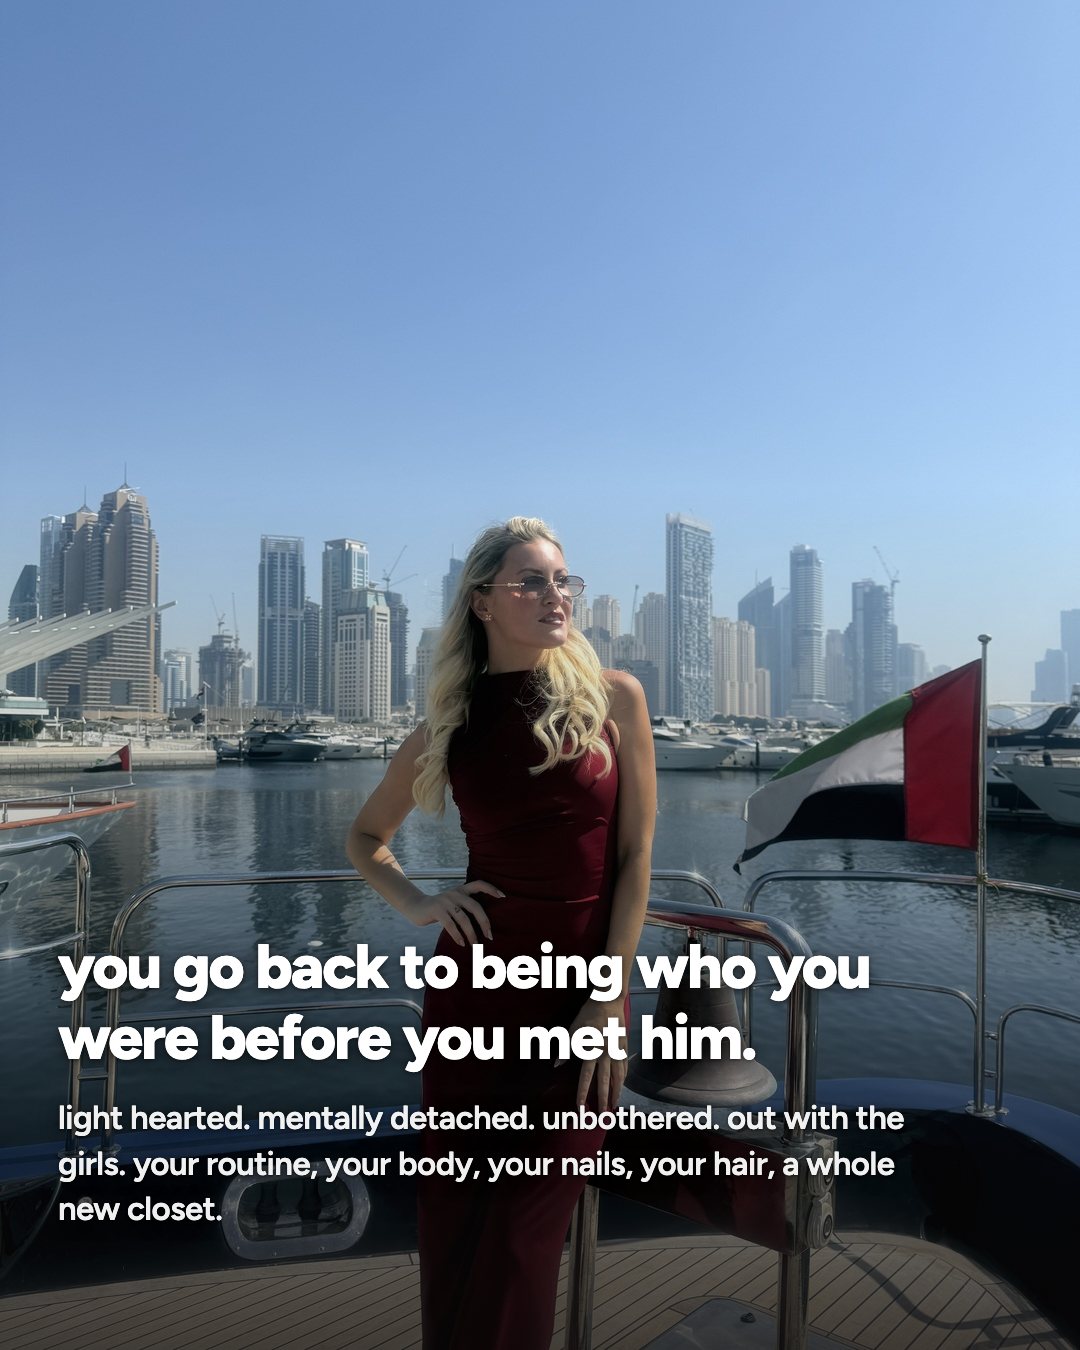 you go back to being who you
were before you met him.
light hearted. mentally detached. unbothered. out with the
girls. your routine, your body, your nails, your hair, a whole
new closet.